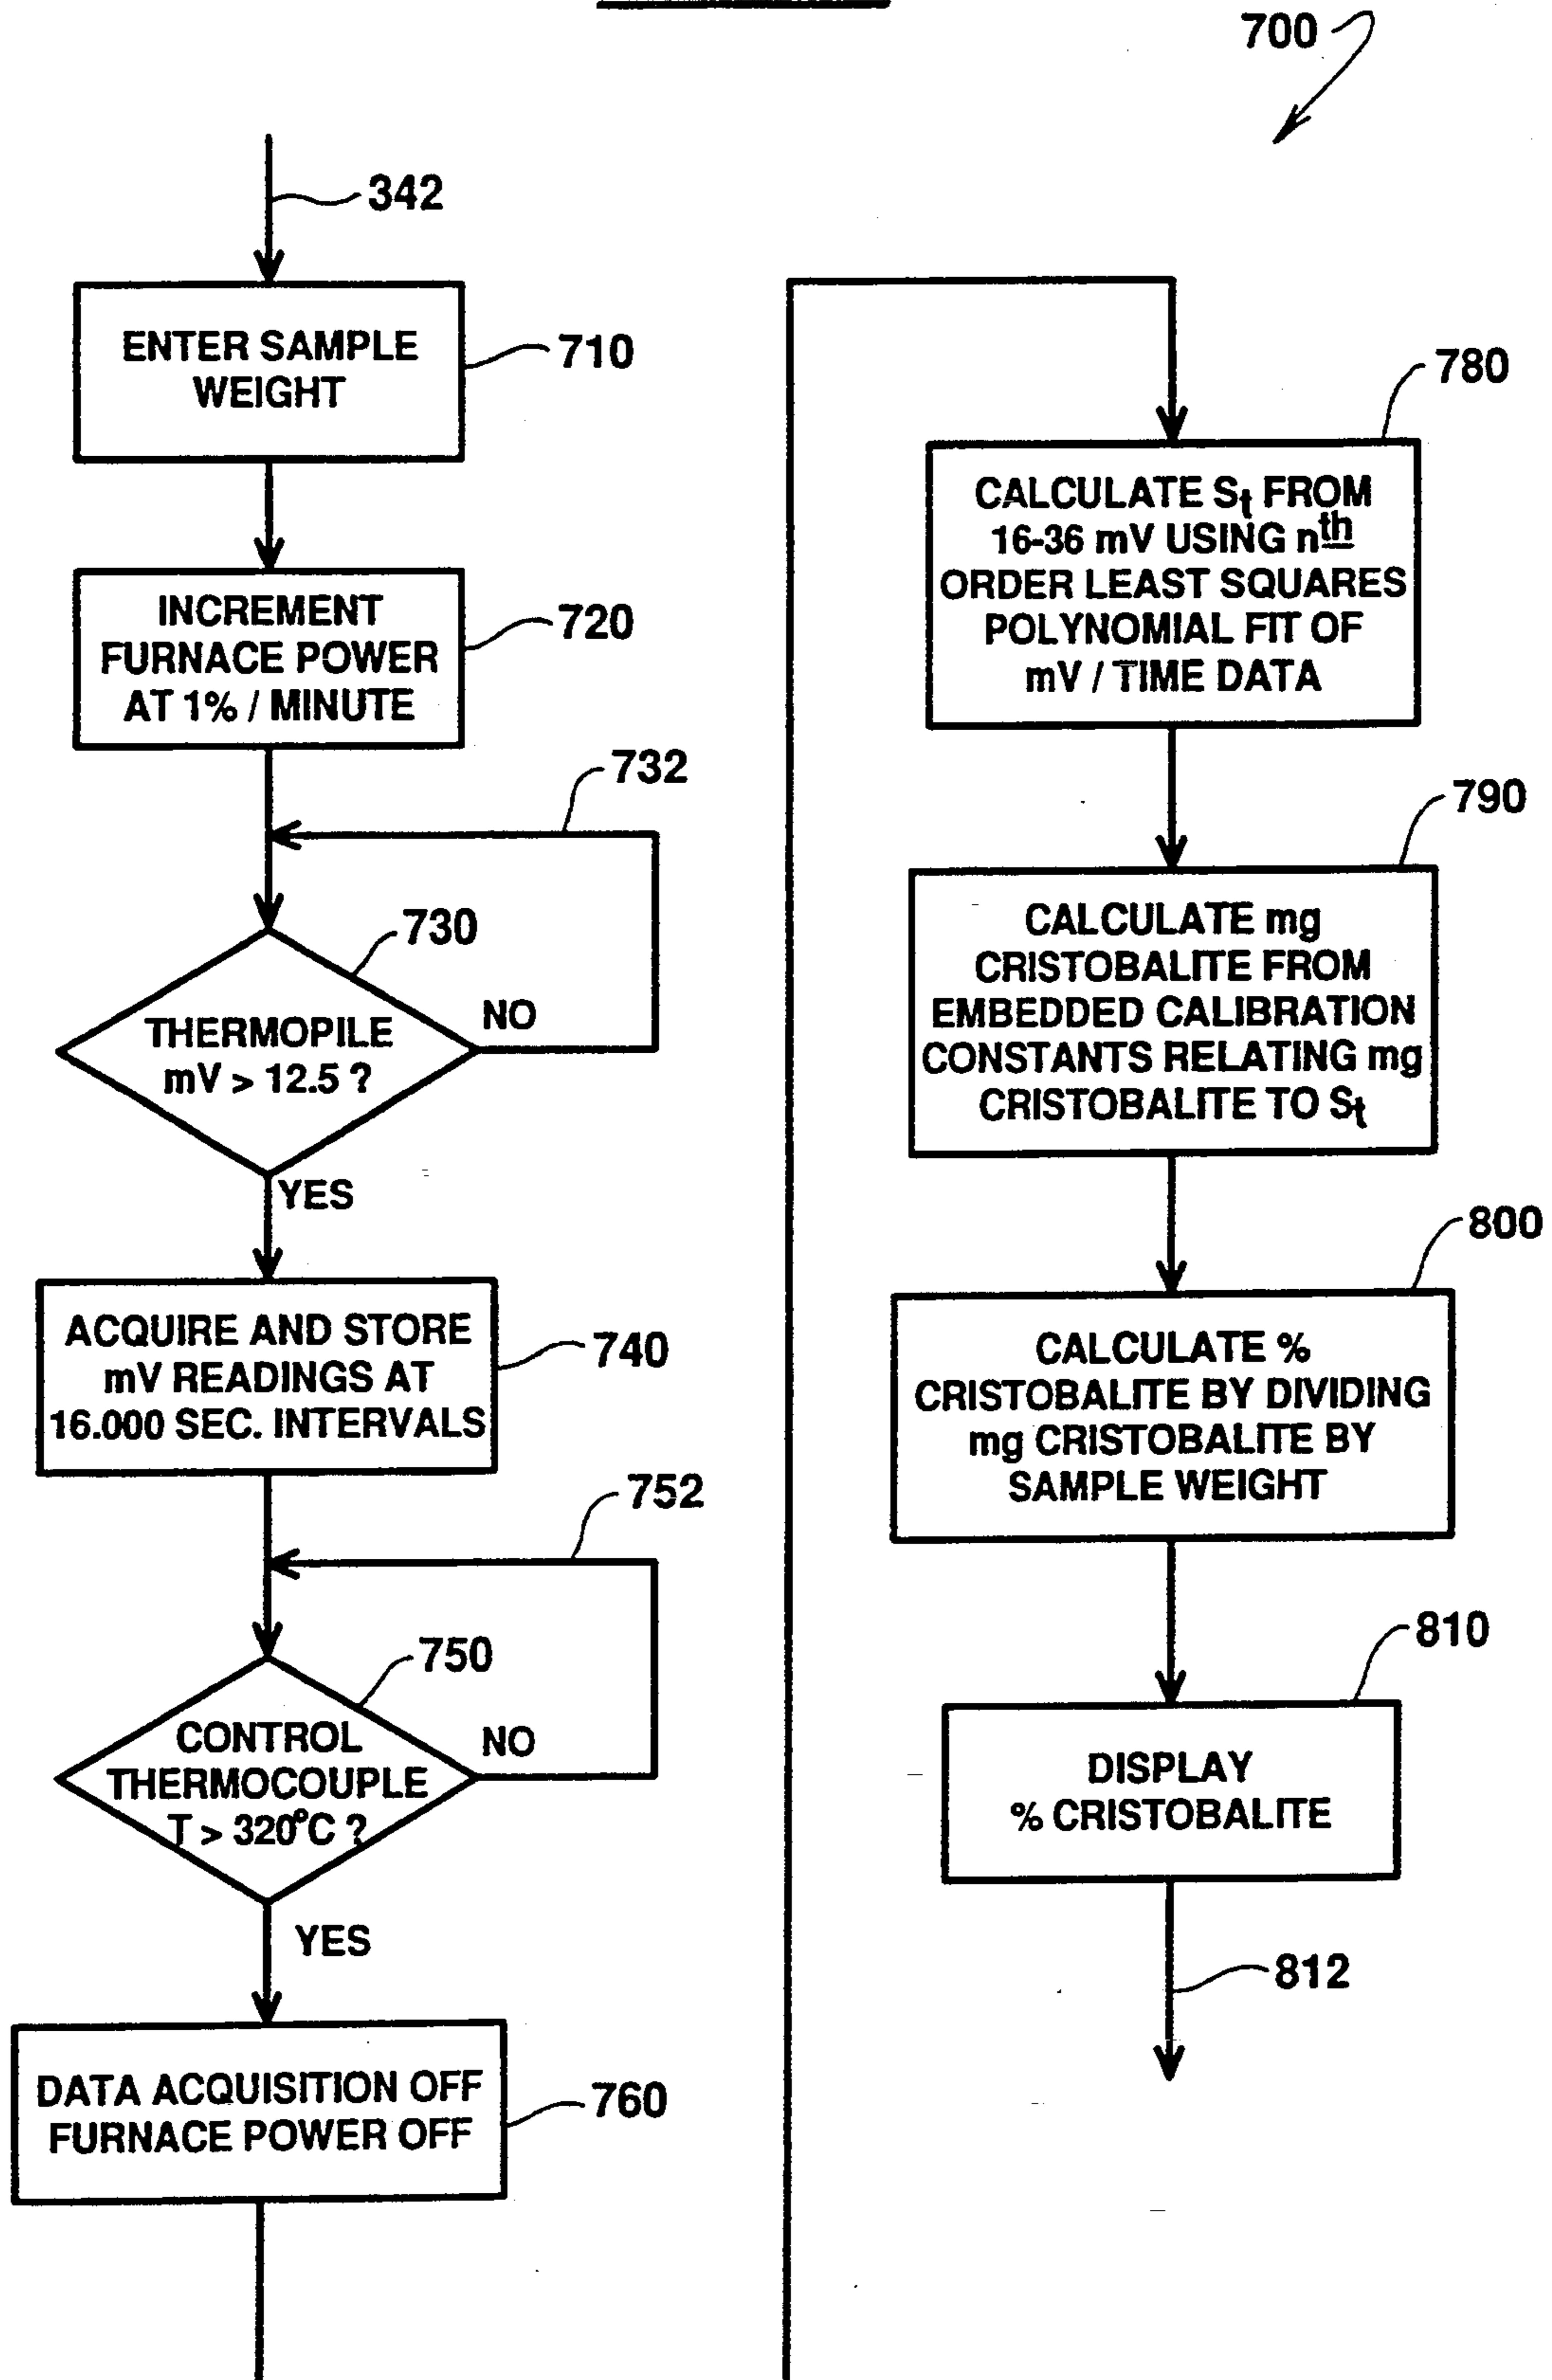 700
342
ENTER SAMPLE
WEIGHT
710
INCREMENT
FURNACE POWER
AT 1% / MINUTE
720
732
730
THERMOPILE
mV > 12.5 ?
NO
YES
ACQUIRE AND STORE
mV READINGS AT
16.000 SEC. INTERVALS
740
752
750
CONTROL
THERMOCOUPLE
T > 320°C ?
NO
YES
DATA ACQUISITION OFF
FURNACE POWER OFF
760
780
CALCULATE St FROM
16-36 mV USING nth
ORDER LEAST SQUARES
POLYNOMIAL FIT OF
mV / TIME DATA
790
CALCULATE mg
CRISTOBALITE FROM
EMBEDDED CALIBRATION
CONSTANTS RELATING mg
CRISTOBALITE TO St
800
CALCULATE %
CRISTOBALITE BY DIVIDING
mg CRISTOBALITE BY
SAMPLE WEIGHT
810
DISPLAY
% CRISTOBALITE
812